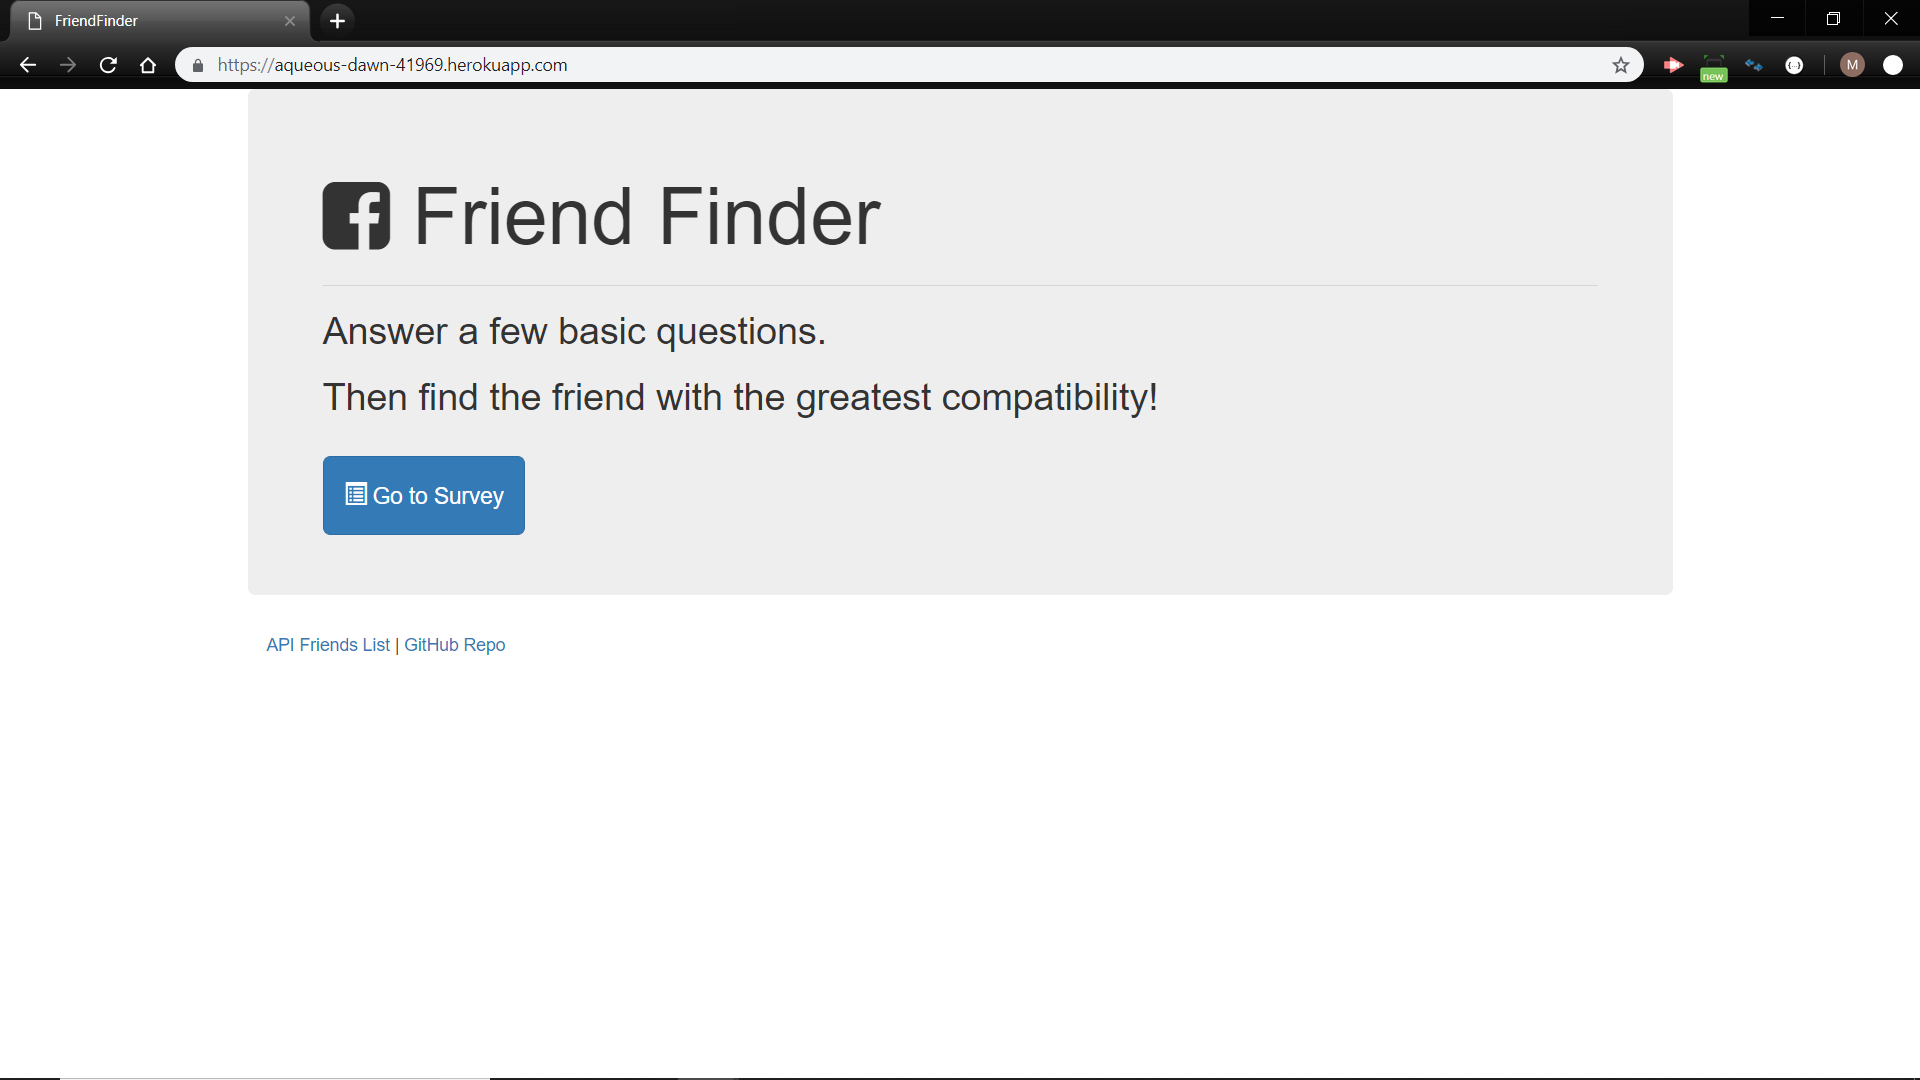 FriendFinder
https://aqueous-dawn-41969.herokuapp.com
new
M
Friend Finder
Answer a few basic questions.
Then find the friend with the greatest compatibility!
Go to Survey
API Friends List | GitHub Repo